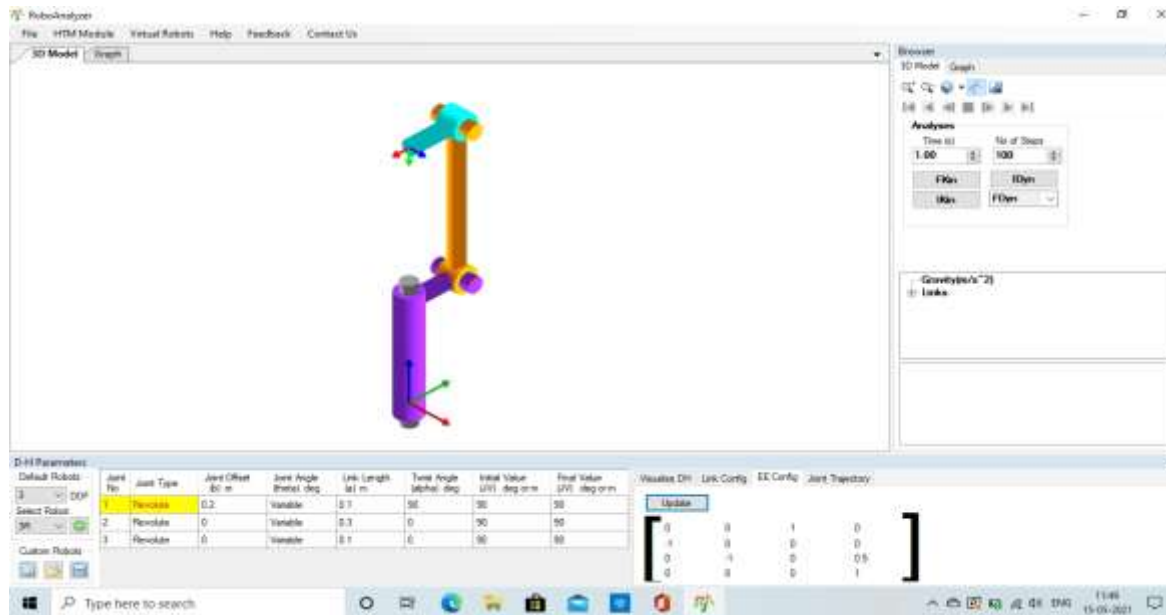 RoboAnalyzer
File HTM Module Virtual Robots Help Feedback Contact Us
3D Model Graph
Browser
3D Model Graph
Analyses
Time (s) No of Steps
1.00 100
FKin IDyn
IKin FDyn
Gravity(m/s^2)
Links
D-H Parameters
Default Robots
3 DOF
Select Robot
3R
Custom Robots
Joint No Joint Type Joint Offset (b) m Joint Angle (theta) deg Link Length (a) m Twist Angle (alpha) deg Initial Value (JV) deg or m Final Value (JV) deg or m
1 Revolute 0.2 Variable 0.1 90 90 90
2 Revolute 0 Variable 0.3 0 90 90
3 Revolute 0 Variable 0.1 0 90 90
Visualize DH Link Config EE Config Joint Trajectory
Update
0 0 1 0
-1 0 0 0
0 -1 0 0.5
0 0 0 1
Type here to search
ENG
11:46
15-05-2021